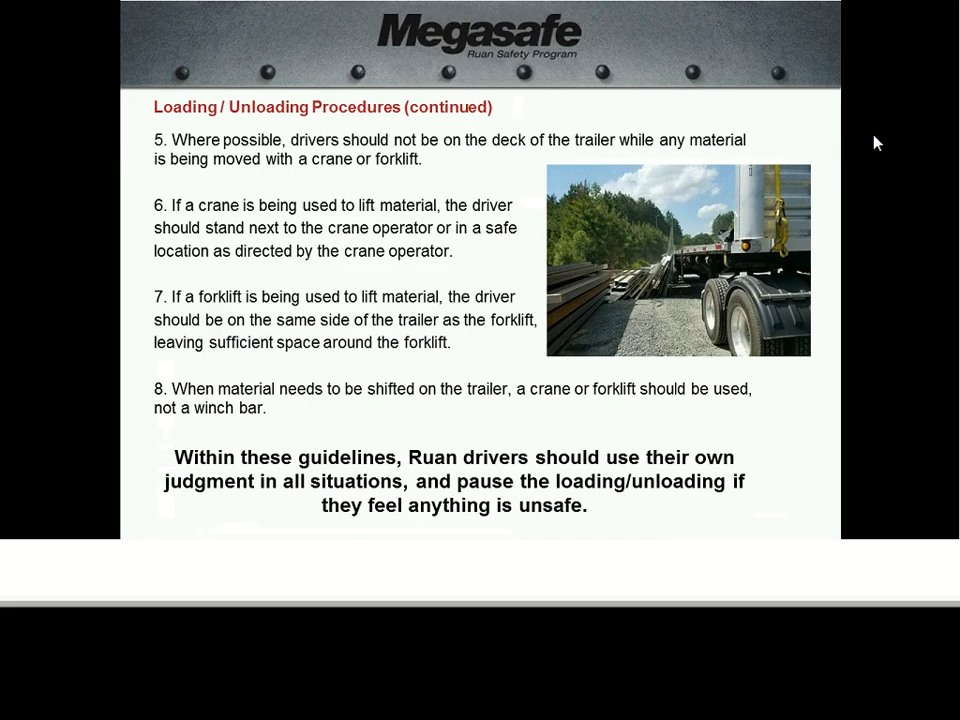 Megasafe
Ruan Safety Program
Loading / Unloading Procedures (continued)
5. Where possible, drivers should not be on the deck of the trailer while any material
is being moved with a crane or forklift.
6. If a crane is being used to lift material, the driver
should stand next to the crane operator or in a safe
location as directed by the crane operator.
7. If a forklift is being used to lift material, the driver
should be on the same side of the trailer as the forklift,
leaving sufficient space around the forklift.
8. When material needs to be shifted on the trailer, a crane or forklift should be used,
not a winch bar.
Within these guidelines, Ruan drivers should use their own
judgment in all situations, and pause the loading/unloading if
they feel anything is unsafe.